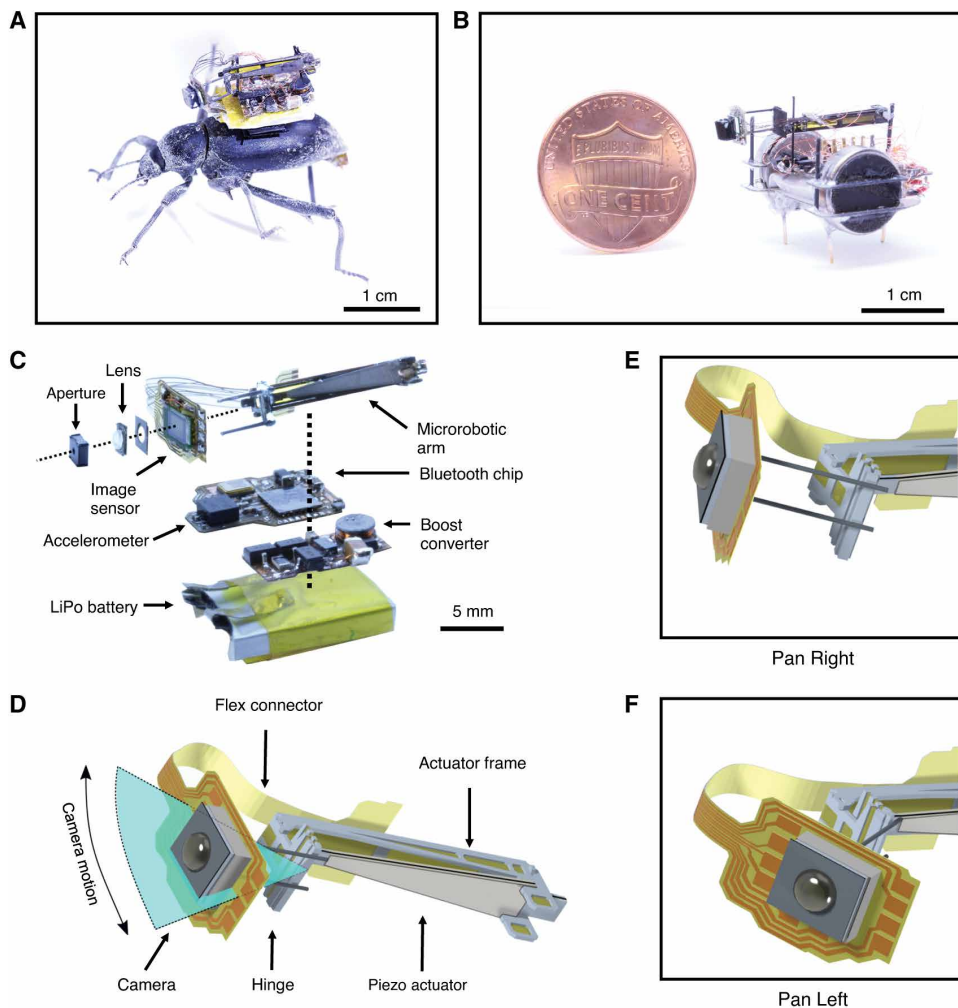 A
B
UNITED STATES OF AMERICA
E PLURIBUS UNUM
ONE CENT
1 cm
1 cm
C
Lens
Aperture
Microrobotic
arm
Bluetooth chip
Image
sensor
Accelerometer
Boost
converter
LiPo battery
5 mm
E
Pan Right
D
Flex connector
Actuator frame
Camera motion
Camera
Hinge
Piezo actuator
F
Pan Left